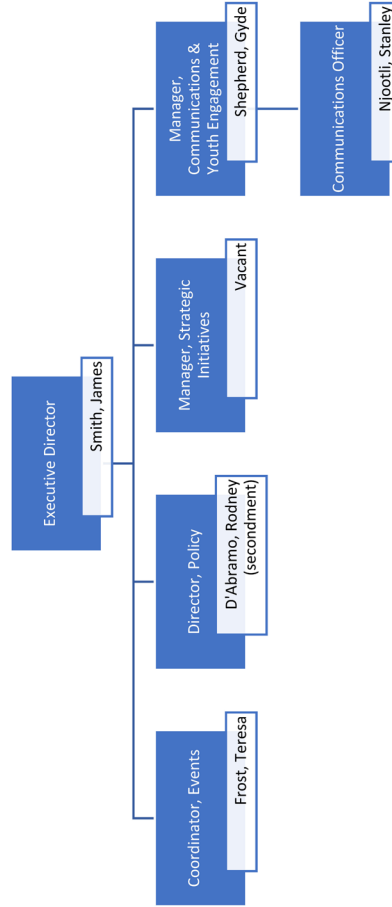 Executive Director
Smith, James
Coordinator, Events
Frost, Teresa
Director, Policy
D'Abramo, Rodney
(secondment)
Manager, Strategic
Initiatives
Vacant
Manager,
Communications &
Youth Engagement
Shepherd, Gyde
Communications Officer
Njootli, Stanley